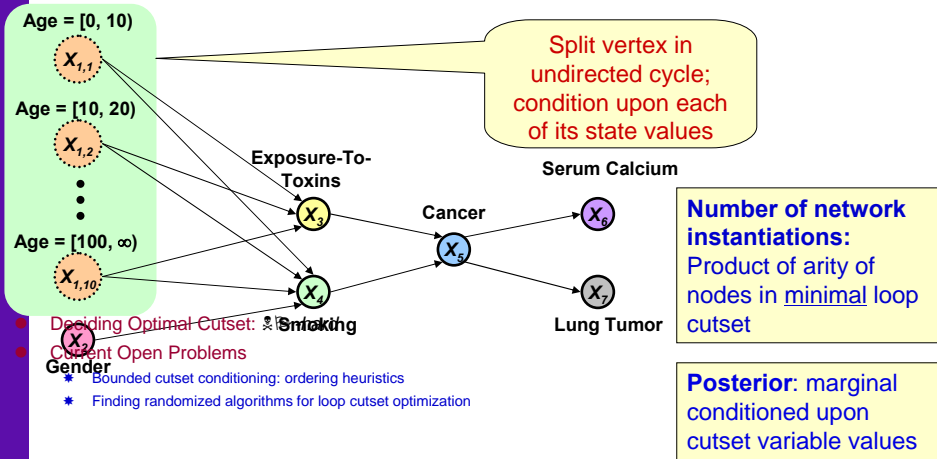 Age = [0, 10)
X1,1
Age = [10, 20)
X1,2
Age = [100, ∞)
X1,10
Split vertex in
undirected cycle;
condition upon each
of its state values
Exposure-To-
Toxins
X3
Serum Calcium
X6
Cancer
X5
X4
Smoking
X7
Lung Tumor
X2
Gender
Number of network
instantiations:
Product of arity of
nodes in minimal loop
cutset
Deciding Optimal Cutset:
Current Open Problems
Bounded cutset conditioning: ordering heuristics
Finding randomized algorithms for loop cutset optimization
Posterior: marginal
conditioned upon
cutset variable values